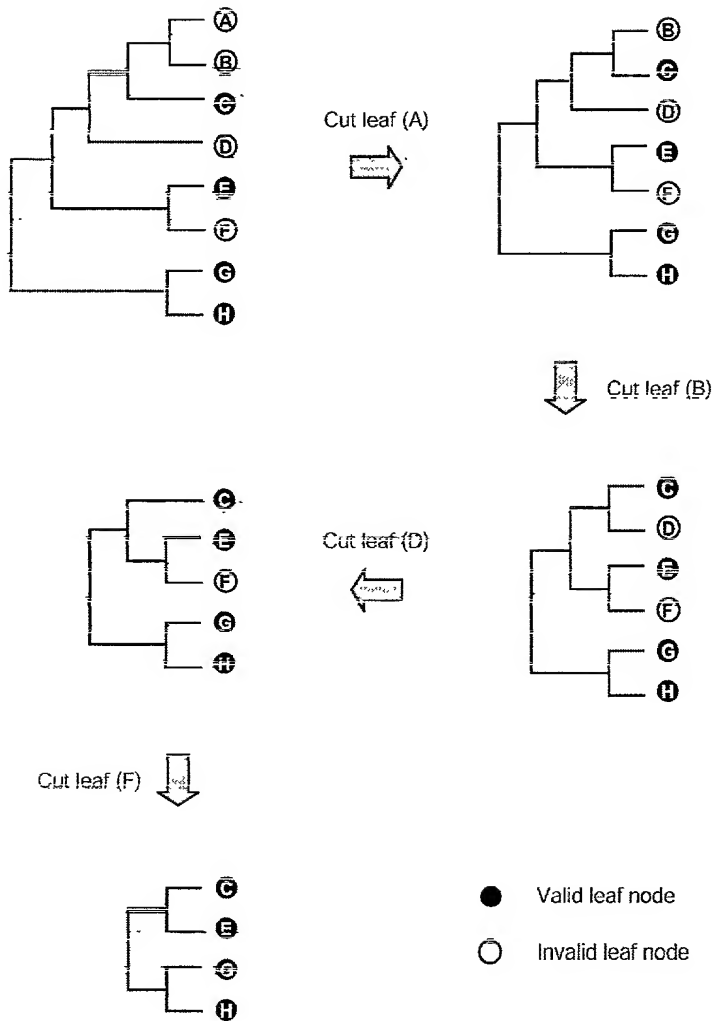 A
B
C
D
E
F
G
H
Cut leaf (A)
B
C
D
E
F
G
H
Cut leaf (B)
C
D
E
F
G
H
Cut leaf (D)
C
E
F
G
H
Cut leaf (F)
C
E
G
H
Valid leaf node
Invalid leaf node